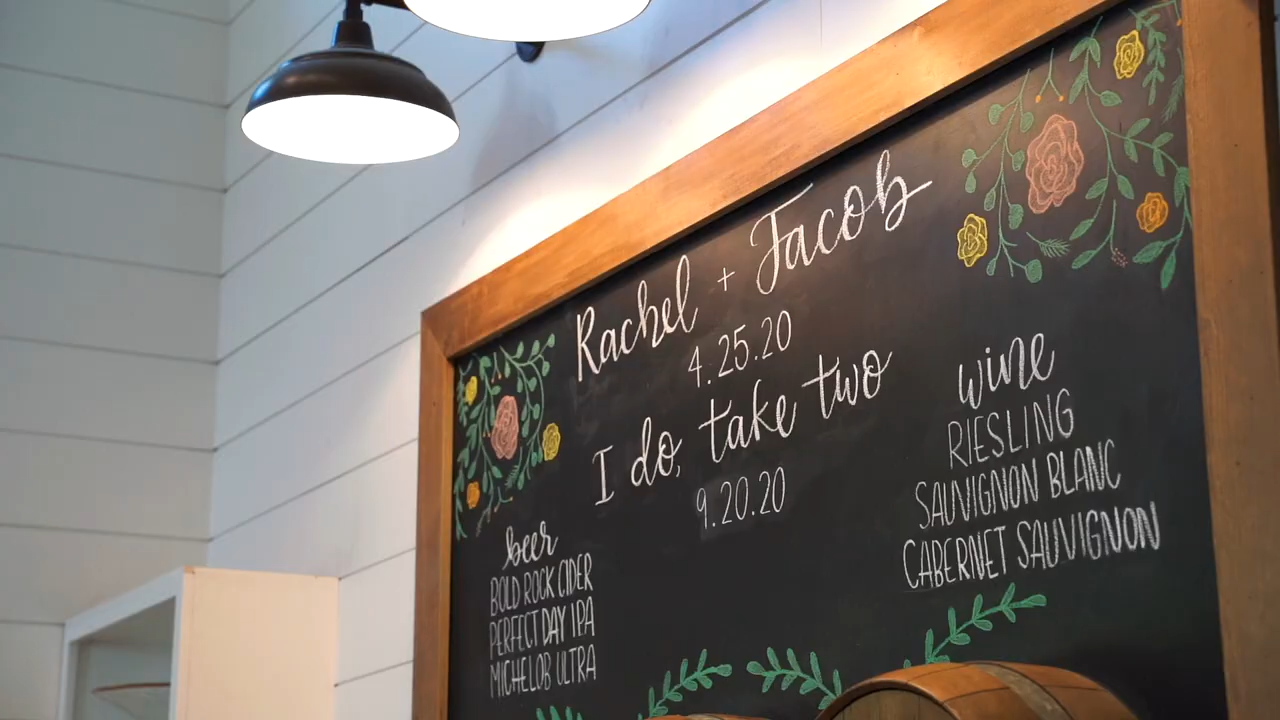 Rachel + Jacob
4.25.20
I do, take two
9.20.20
beer
BOLD ROCK CIDER
PERFECT DAY IPA
MICHELOB ULTRA
wine
RIESLING
SAUVIGNON BLANC
CABERNET SAUVIGNON